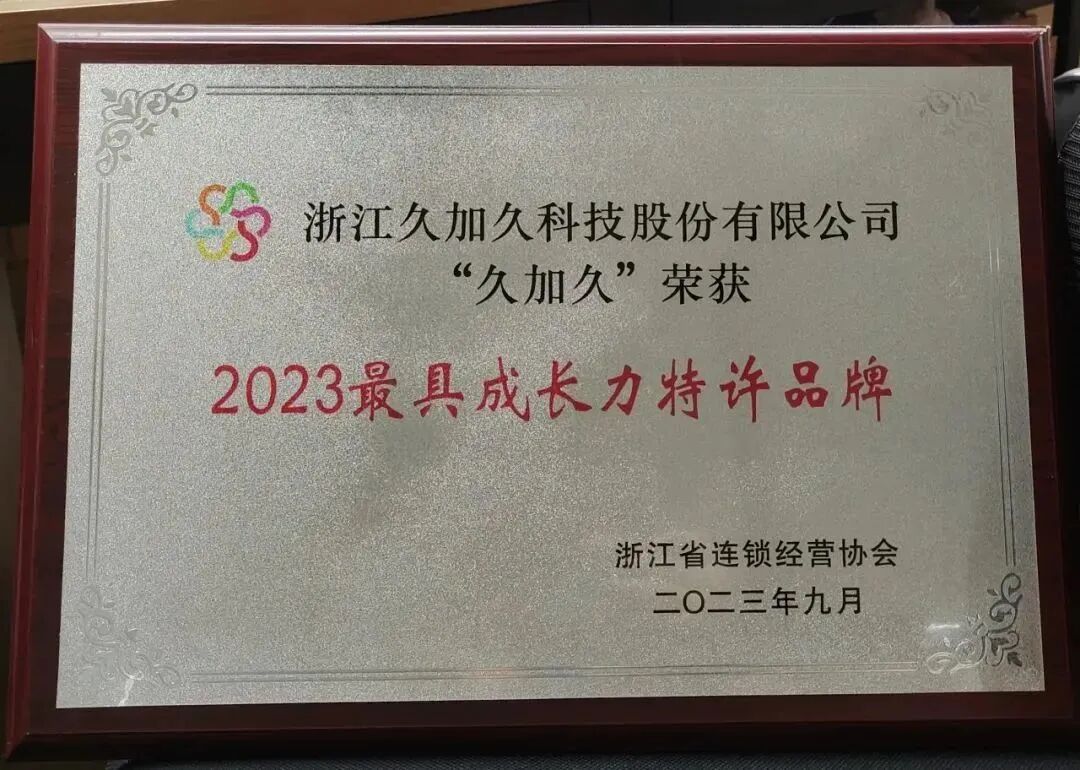 浙江久加久科技股份有限公司
“久加久”荣获
2023最具成长力特许品牌
浙江省连锁经营协会
二〇二三年九月